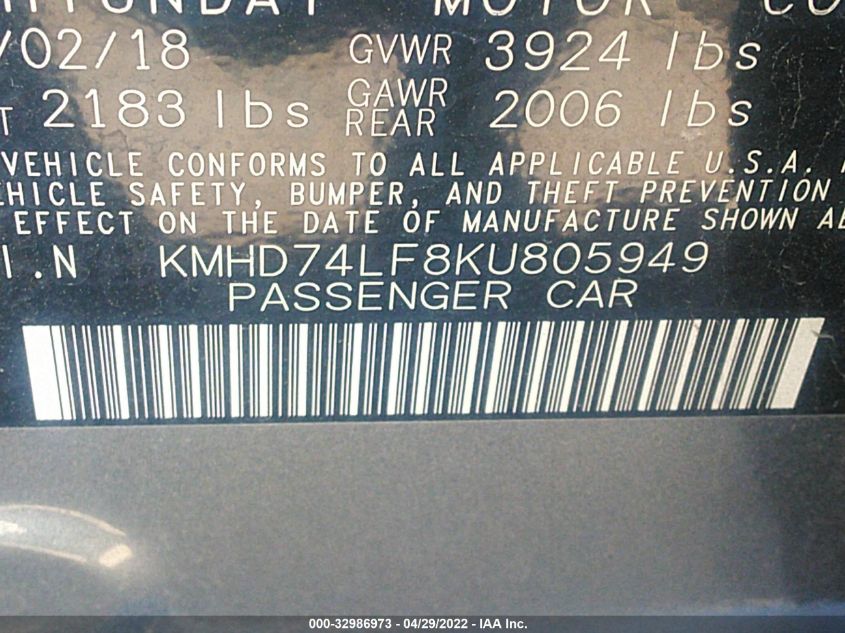 HYUNDAI MOTOR CO
/02/18 GVWR 3924 lbs
T 2183 lbs GAWR REAR 2006 lbs
VEHICLE CONFORMS TO ALL APPLICABLE U.S.A.
EHICLE SAFETY, BUMPER, AND THEFT PREVENTION
EFFECT ON THE DATE OF MANUFACTURE SHOWN AB
I.N KMHD74LF8KU805949
PASSENGER CAR
000-32986973 - 04/29/2022 - IAA Inc.